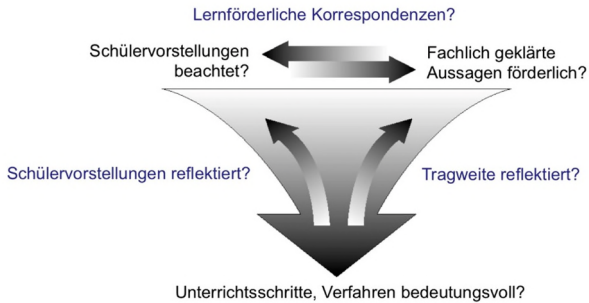 Lernförderliche Korrespondenzen?
Schülervorstellungen
beachtet?
Fachlich geklärte
Aussagen förderlich?
Schülervorstellungen reflektiert?
Tragweite reflektiert?
Unterrichtsschritte, Verfahren bedeutungsvoll?